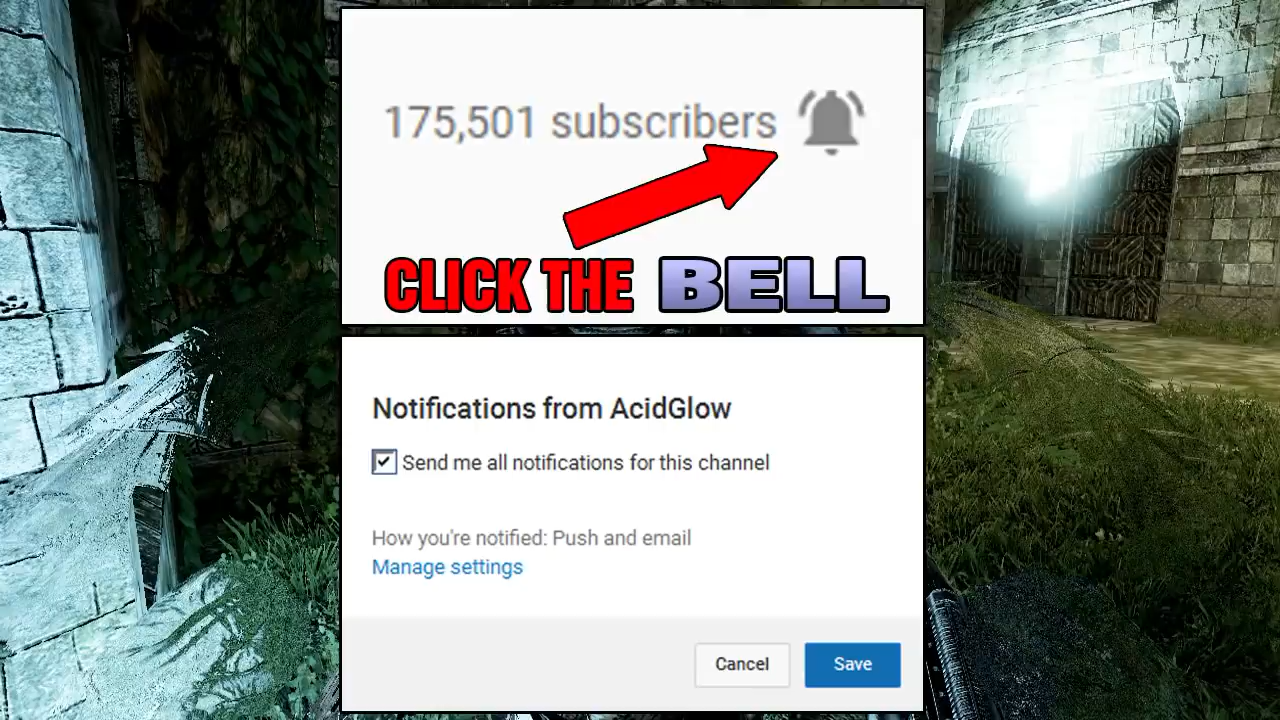 175,501 subscribers
CLICK THE BELL
Notifications from AcidGlow
Send me all notifications for this channel
How you're notified: Push and email
Manage settings
Cancel
Save